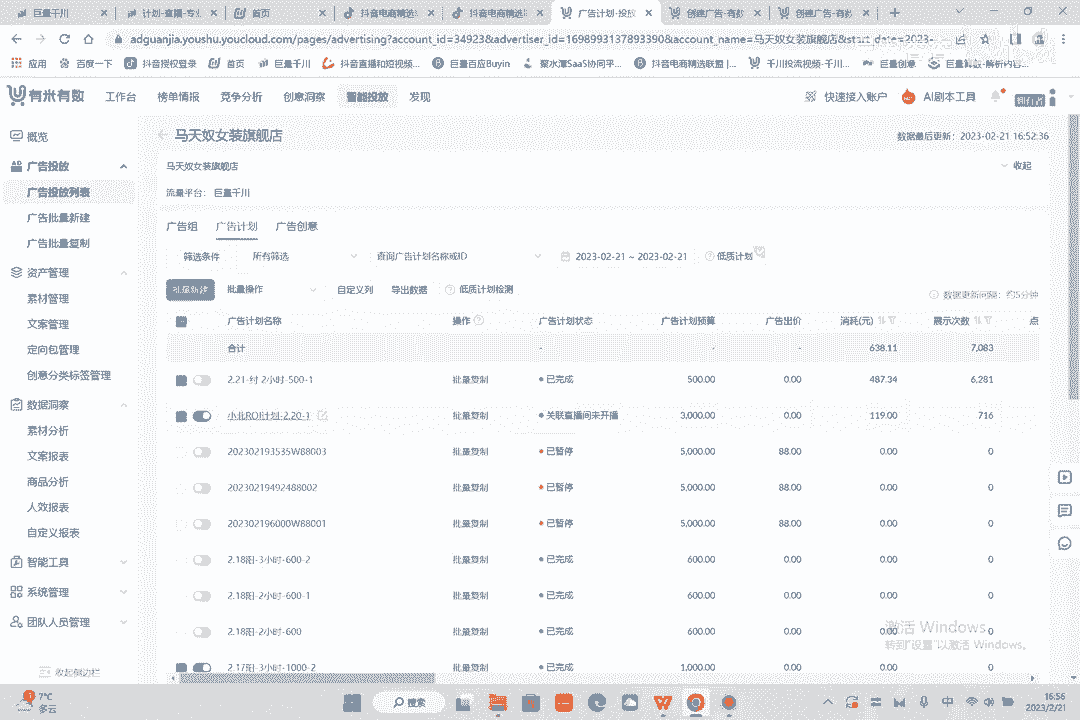 巨量千川
计划-直播-专业
首页
抖音电商精选
抖音电商精选
广告计划-投放
创建广告-有数
创建广告-有数
adguanjia.youshu.youcloud.com/pages/advertising?account_id=34923&advertiser_id=1698993137893390&account_name=马天奴女装旗舰店&start_date=2023-
应用
百度一下
抖音授权登录
首页
巨量千川
抖音直播和短视频...
巨量百应Buyin
聚水潭SaaS协同平...
抖音电商精选联盟 |...
千川投流视频-千川...
巨量创意
巨量算数-解析内容...
有米有数
工作台
榜单情报
竞争分析
创意洞察
智能投放
发现
快速接入账户
AI剧本工具
概览
马天奴女装旗舰店
数据最后更新：2023-02-21 16:52:36
广告投放
马天奴女装旗舰店
收起
广告投放列表
流量平台： 巨量千川
广告批量新建
广告组
广告计划
广告创意
广告批量复制
筛选条件
所有筛选
查询广告计划名称或ID
2023-02-21 ~ 2023-02-21
低质计划
资产管理
批量新建
批量操作
自定义列
导出数据
低质计划检测
数据更新间隔：约5分钟
素材管理
文案管理
广告计划名称
操作
广告计划状态
广告计划预算
广告出价
消耗(元)
展示次数
点
定向包管理
合计
-
-
-
638.11
7,083
创意分类标签管理
2.21-时 2小时-500-1
批量复制
已完成
500.00
0.00
487.34
6,281
数据洞察
小北ROI计划-2.20-1
批量复制
关联直播间未开播
3,000.00
0.00
119.00
716
素材分析
202302193535W88003
批量复制
已暂停
5,000.00
88.00
0.00
0
文案报表
商品分析
20230219492488002
批量复制
已暂停
5,000.00
88.00
0.00
0
人效报表
202302196000W88001
批量复制
已暂停
5,000.00
88.00
0.00
0
自定义报表
2.18阳-3小时-600-2
批量复制
已完成
600.00
0.00
0.00
0
智能工具
系统管理
2.18阳-2小时-600-1
批量复制
已完成
600.00
0.00
0.00
0
团队人员管理
2.18阳-2小时-600
批量复制
已完成
600.00
0.00
0.00
0
激活 Windows
转到"设置"以激活 Windows。
收起侧边栏
2.17阳-3小时-1000-2
批量复制
已完成
1,000.00
0.00
0.00
0
7°C
多云
搜索
中
16:56
2023/2/21